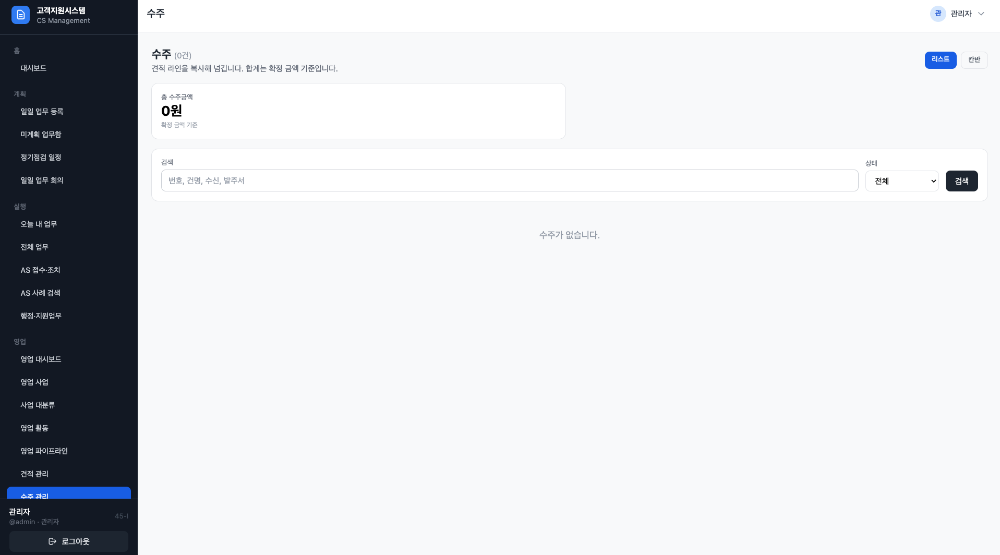 고객지원시스템
CS Management
홈
대시보드
계획
일일 업무 등록
미계획 업무함
정기점검 일정
일일 업무 회의
실행
오늘 내 업무
전체 업무
AS 접수·조치
AS 사례 검색
행정·지원업무
영업
영업 대시보드
영업 사업
사업 대분류
영업 활동
영업 파이프라인
견적 관리
수주 관리
관리자
@admin · 관리자
45-I
로그아웃
수주
관 관리자
수주 (0건)
견적 라인을 복사해 넘깁니다. 합계는 확정 금액 기준입니다.
리스트 칸반
총 수주금액
0원
확정 금액 기준
검색
번호, 건명, 수신, 발주서
상태
전체
검색
수주가 없습니다.